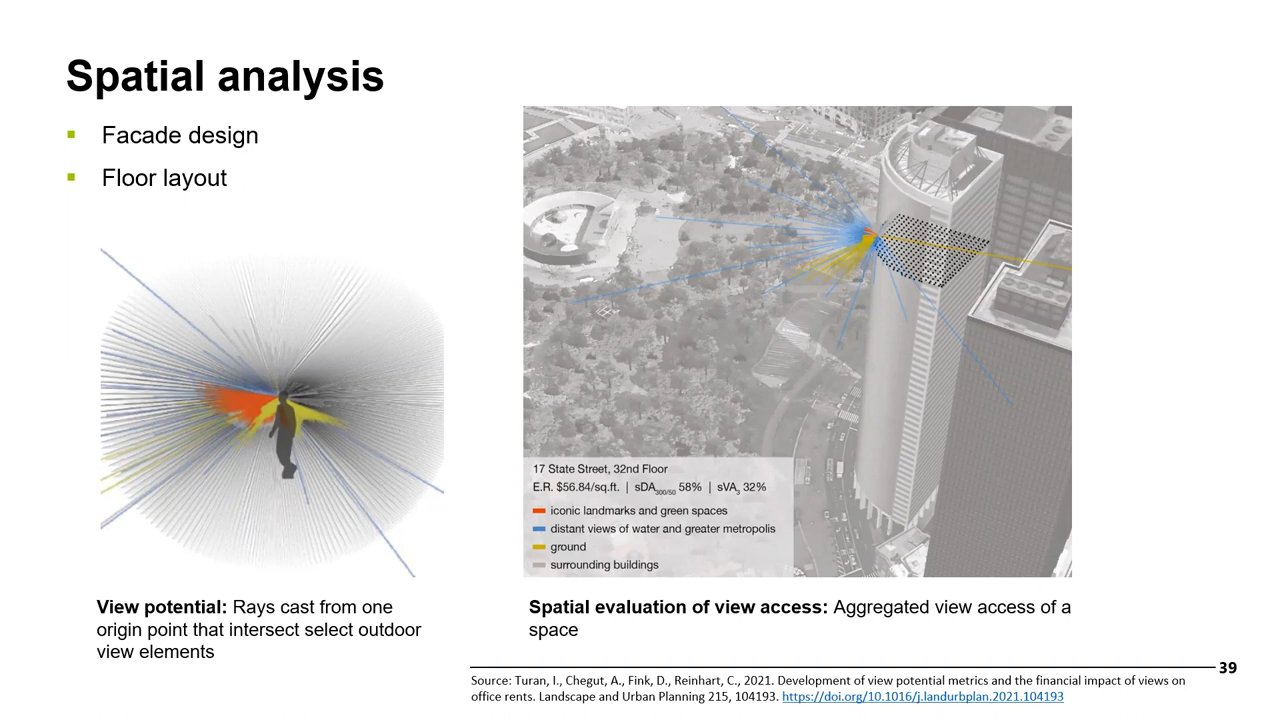 Spatial analysis
▪ Facade design
▪ Floor layout
17 State Street, 32nd Floor
E.R. $56.84/sq.ft. | sDA300/50 58% | sVA3 32%
iconic landmarks and green spaces
distant views of water and greater metropolis
ground
surrounding buildings
View potential: Rays cast from one
origin point that intersect select outdoor
view elements
Spatial evaluation of view access: Aggregated view access of a
space
39
Source: Turan, I., Chegut, A., Fink, D., Reinhart, C., 2021. Development of view potential metrics and the financial impact of views on
office rents. Landscape and Urban Planning 215, 104193. https://doi.org/10.1016/j.landurbplan.2021.104193